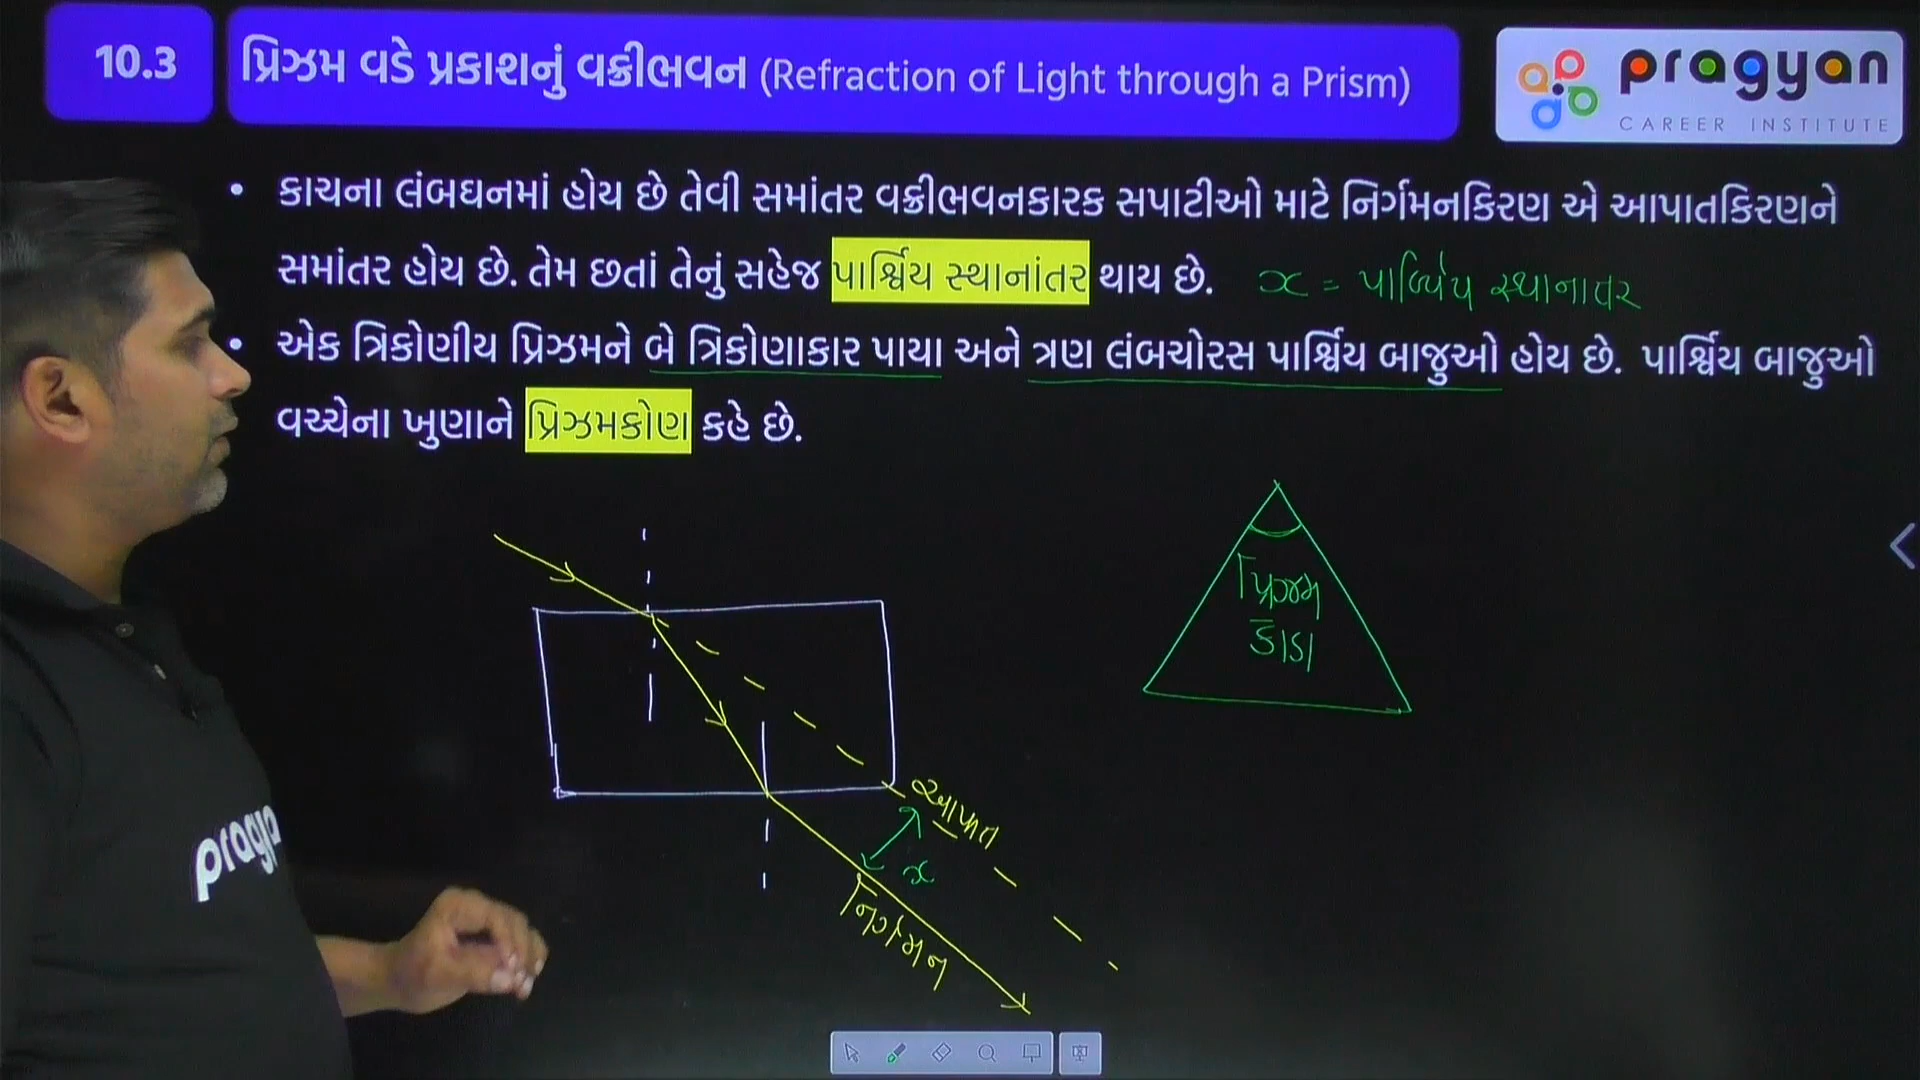 10.3
પ્રિઝમ વડે પ્રકાશનું વક્રીભવન (Refraction of Light through a Prism)
pragyan
CAREER INSTITUTE
• કાચના લંબઘનમાં હોય છે તેવી સમાંતર વક્રીભવનકારક સપાટીઓ માટે નિર્ગમનકિરણ એ આપાતકિરણને
સમાંતર હોય છે. તેમ છતાં તેનું સહેજ પાર્શ્વિય સ્થાનાંતર થાય છે.
x = પાર્શ્વિય સ્થાનાતર
• એક ત્રિકોણીય પ્રિઝમને બે ત્રિકોણાકાર પાયા અને ત્રણ લંબચોરસ પાર્શ્વિય બાજુઓ હોય છે. પાર્શ્વિય બાજુઓ
વચ્ચેના ખુણાને પ્રિઝમકોણ કહે છે.
પ્રિઝમ
આપાત
x
નિર્ગમન
pragya